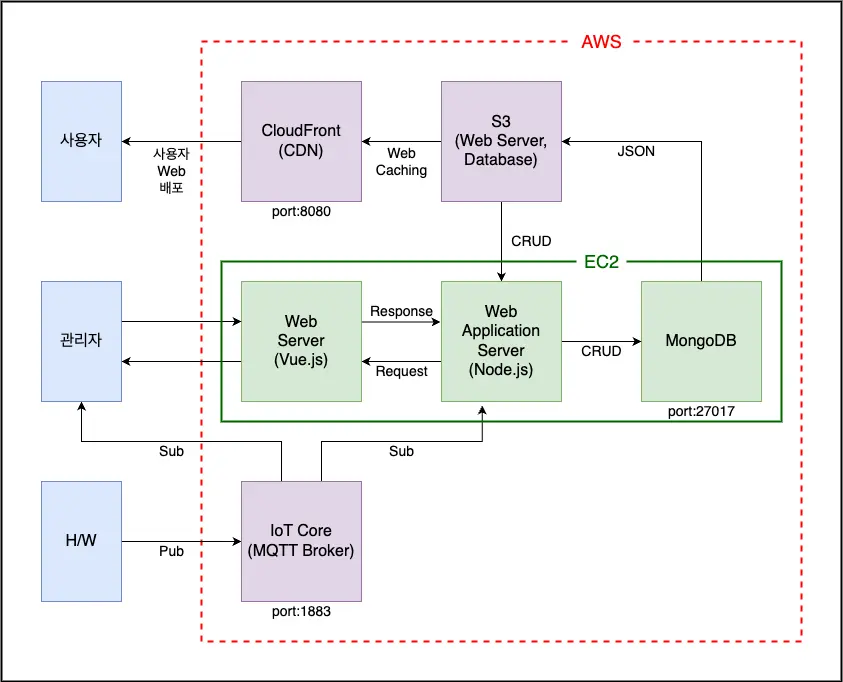 AWS
사용자
사용자
Web
배포
CloudFront
(CDN)
port:8080
Web
Caching
S3
(Web Server,
Database)
JSON
CRUD
EC2
관리자
Web
Server
(Vue.js)
Response
Request
Web
Application
Server
(Node.js)
CRUD
MongoDB
port:27017
Sub
Sub
H/W
Pub
IoT Core
(MQTT Broker)
port:1883